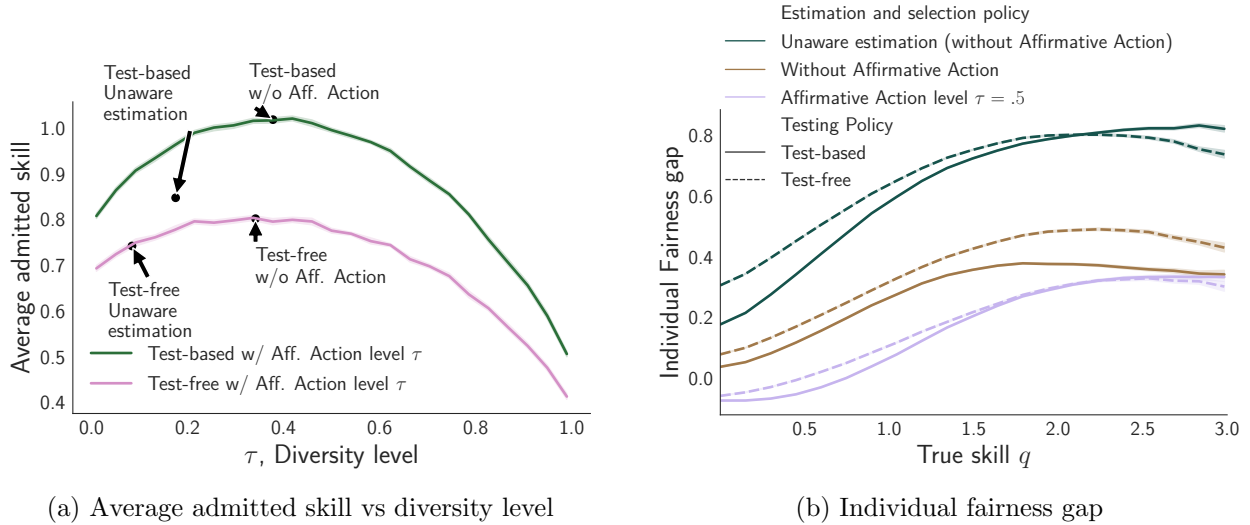 Test-based
Unaware
estimation
Test-based
w/o Aff. Action
Average admitted skill
1.0
0.9
0.8
0.7
0.6
0.5
0.4
Test-free
w/o Aff. Action
Test-free
Unaware
estimation
Test-based w/ Aff. Action level τ
Test-free w/ Aff. Action level τ
0.0 0.2 0.4 0.6 0.8 1.0
τ, Diversity level
(a) Average admitted skill vs diversity level
Estimation and selection policy
Unaware estimation (without Affirmative Action)
Without Affirmative Action
Affirmative Action level τ = .5
Testing Policy
Test-based
Test-free
Individual Fairness gap
0.8
0.6
0.4
0.2
0.0
0.5 1.0 1.5 2.0 2.5 3.0
True skill q
(b) Individual fairness gap